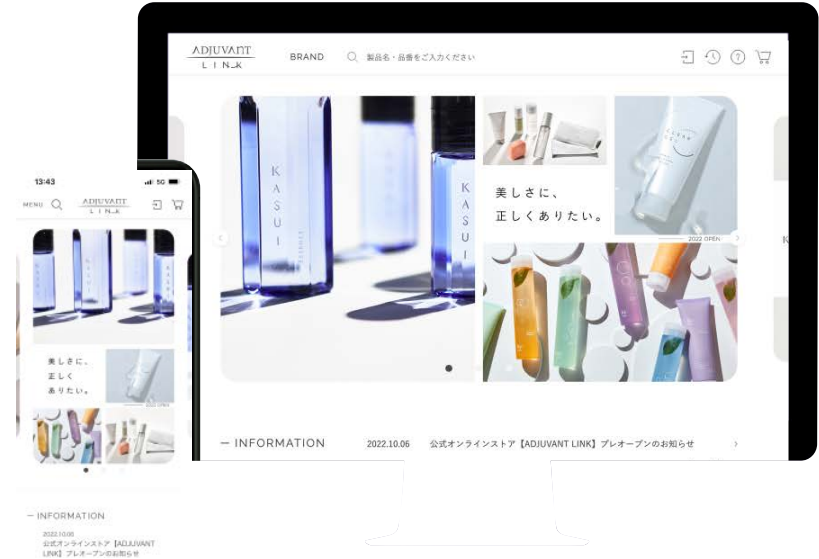 ADJUVANT
LINK
BRAND
製品名・品番をご入力ください
KASUI
KASUI
美しさに、
正しくありたい。
2022 OPEN
— INFORMATION
2022.10.06
公式オンラインストア【ADJUVANT LINK】プレオープンのお知らせ
13:43
5G
MENU
ADJUVANT
LINK
美しさに、
正しく
ありたい。
2022 OPEN
— INFORMATION
2022.10.06
公式オンラインストア【ADJUVANT
LINK】プレオープンのお知らせ